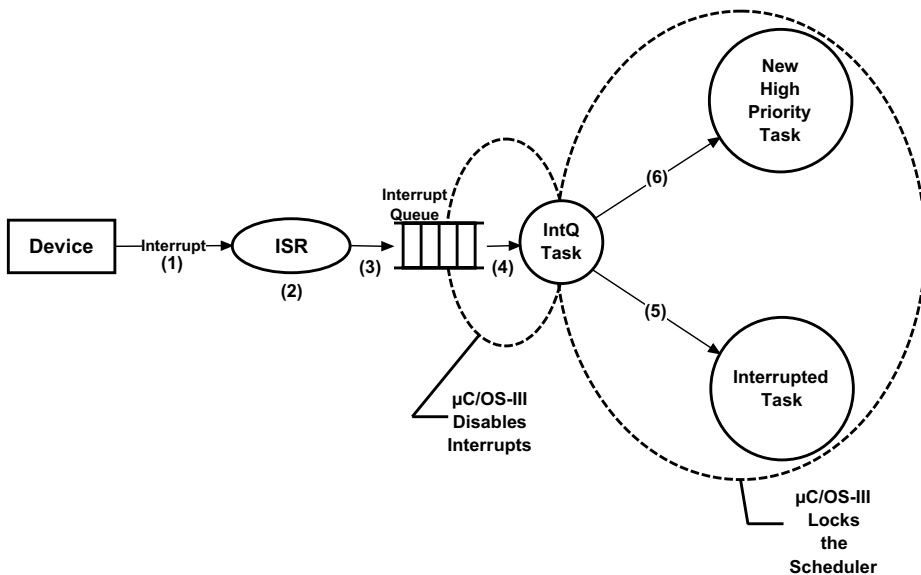 New
High
Priority
Task
(6)
Interrupt
Queue
Device
Interrupt
(1)
ISR
(2)
(3)
(4)
IntQ
Task
(5)
Interrupted
Task
µC/OS-III
Disables
Interrupts
µC/OS-III
Locks
the
Scheduler